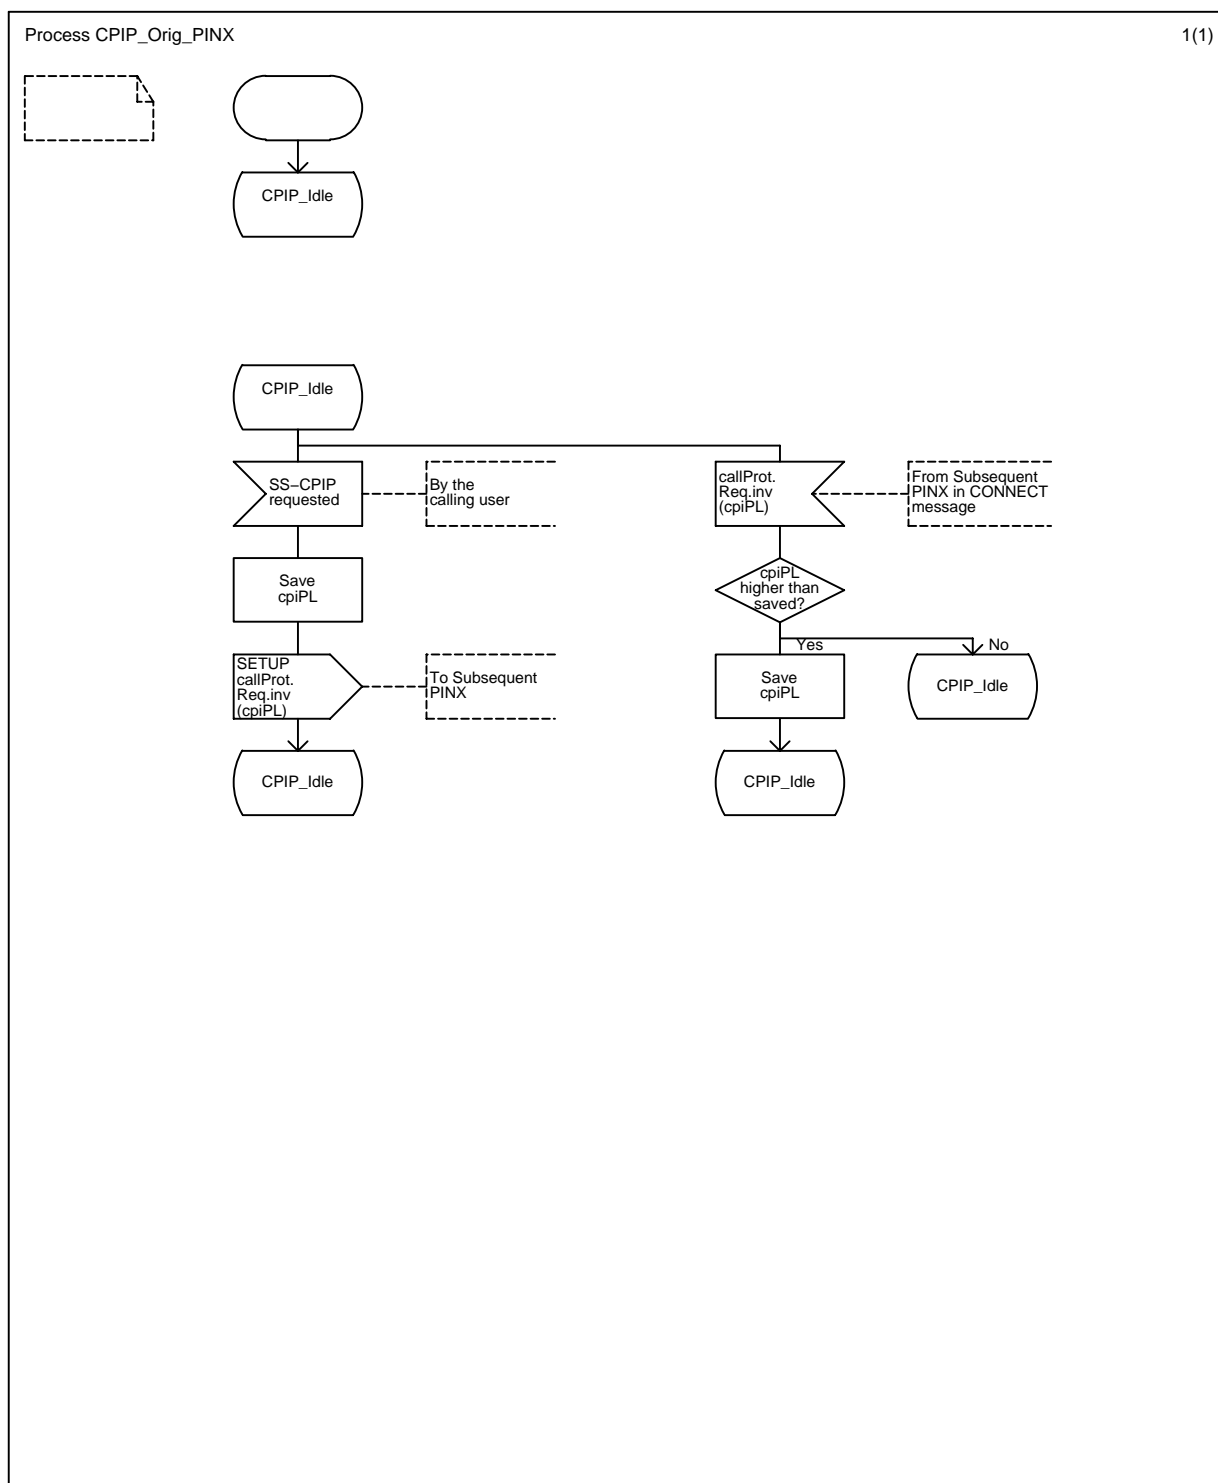 Process CPIP_Orig_PINX
1(1)
CPIP_Idle
CPIP_Idle
SS–CPIP
requested
By the
calling user
callProt.
Req.inv
(cpiPL)
From Subsequent
PINX in CONNECT
message
Save
cpiPL
cpiPL
higher than
saved?
Yes
No
SETUP
callProt.
Req.inv
(cpiPL)
To Subsequent
PINX
Save
cpiPL
CPIP_Idle
CPIP_Idle
CPIP_Idle